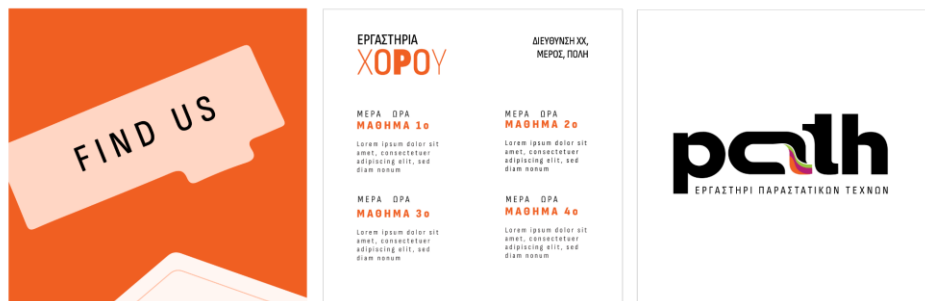 FIND US
ΕΡΓΑΣΤΗΡΙΑ
ΧΟΡΟΥ
ΔΙΕΥΘΥΝΣΗ ΧΧ,
ΜΕΡΟΣ, ΠΟΛΗ
ΜΕΡΑ ΩΡΑ
ΜΑΘΗΜΑ 1ο
Lorem ipsum dolor sit
amet, consectetuer
adipiscing elit, sed
diam nonum
ΜΕΡΑ ΩΡΑ
ΜΑΘΗΜΑ 2ο
Lorem ipsum dolor sit
amet, consectetuer
adipiscing elit, sed
diam nonum
ΜΕΡΑ ΩΡΑ
ΜΑΘΗΜΑ 3ο
Lorem ipsum dolor sit
amet, consectetuer
adipiscing elit, sed
diam nonum
ΜΕΡΑ ΩΡΑ
ΜΑΘΗΜΑ 4ο
Lorem ipsum dolor sit
amet, consectetuer
adipiscing elit, sed
diam nonum
path
ΕΡΓΑΣΤΗΡΙ ΠΑΡΑΣΤΑΤΙΚΩΝ ΤΕΧΝΩΝ